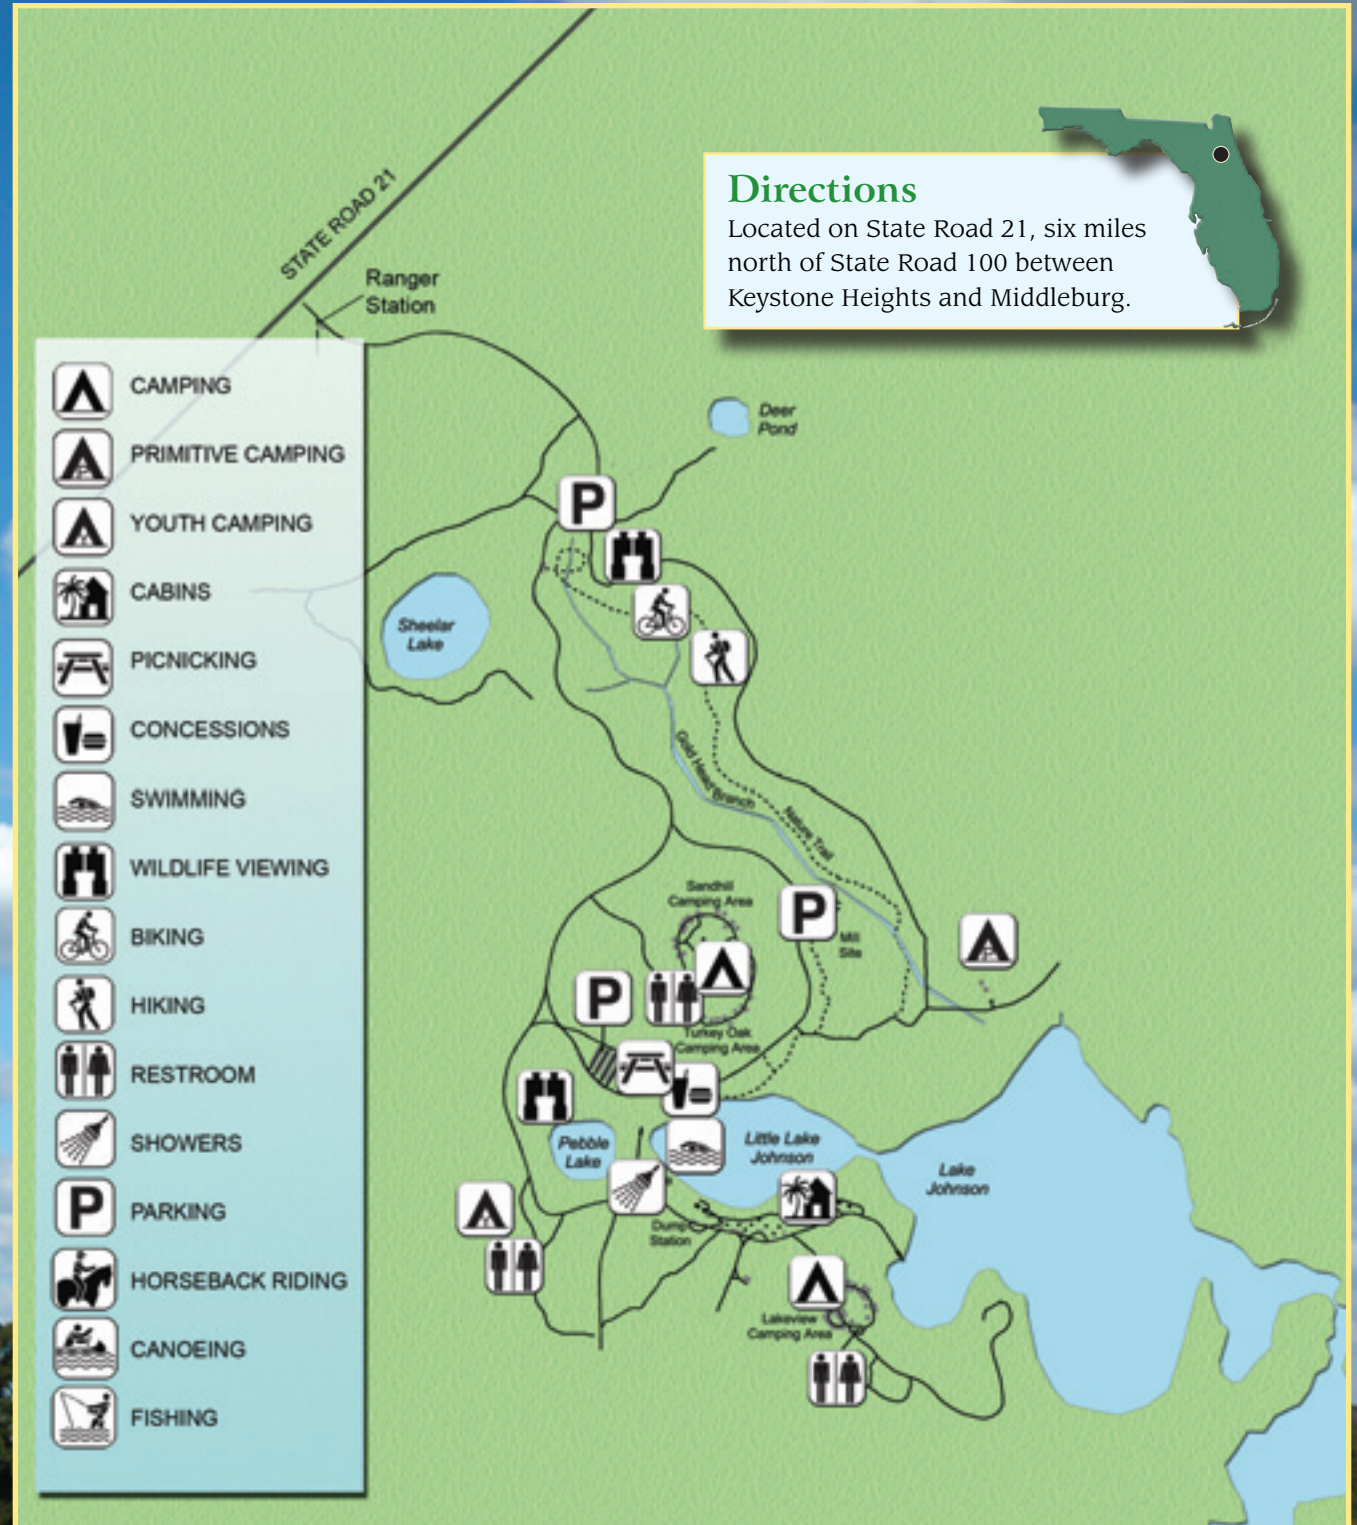 STATE ROAD 21
Ranger
Station
Directions
Located on State Road 21, six miles
north of State Road 100 between
Keystone Heights and Middleburg.
CAMPING
PRIMITIVE CAMPING
YOUTH CAMPING
CABINS
PICNICKING
CONCESSIONS
SWIMMING
WILDLIFE VIEWING
BIKING
HIKING
RESTROOM
SHOWERS
PARKING
HORSEBACK RIDING
CANOEING
FISHING
P
Deer
Pond
P
Sheelar
Lake
Gold Head Branch
Nature Trail
Sandhill
Camping Area
P
Mill
Site
P
Turkey Oak
Camping Area
Pebble
Lake
Little Lake
Johnson
Lake
Johnson
Dump
Station
Lakeview
Camping Area